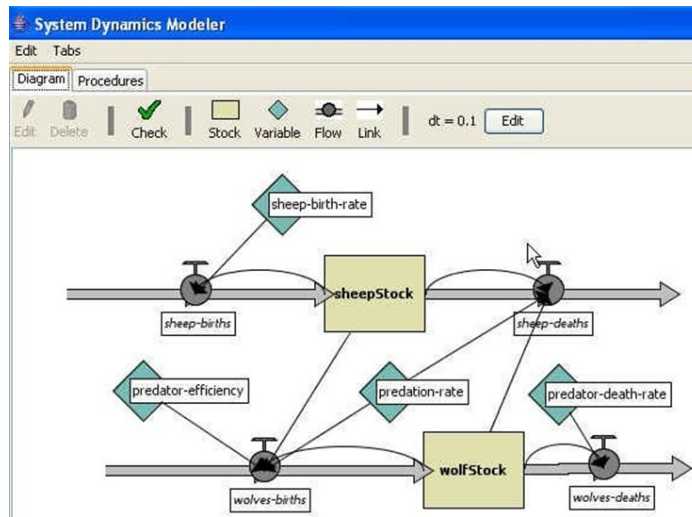 System Dynamics Modeler
Edit Tabs
Diagram Procedures
Edit Delete Check Stock Variable Flow Link dt = 0.1 Edit
sheep-birth-rate
sheepStock
sheep-births sheep-deaths
predator-efficiency predation-rate predator-death-rate
wolfStock
wolves-births wolves-deaths